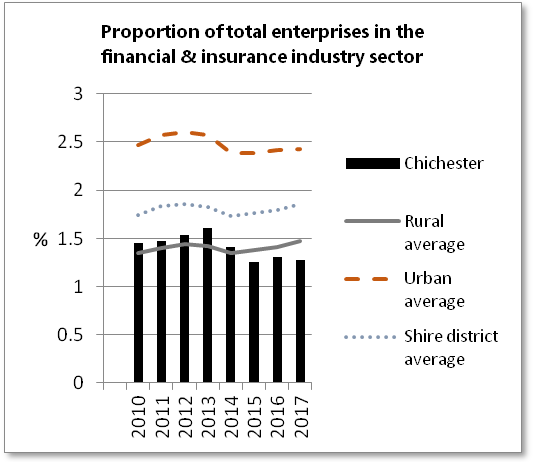 Proportion of total enterprises in the
financial & insurance industry sector
3
2.5
2
1.5
1
0.5
0
%
2010
2011
2012
2013
2014
2015
2016
2017
Chichester
Rural
average
Urban
average
Shire district
average